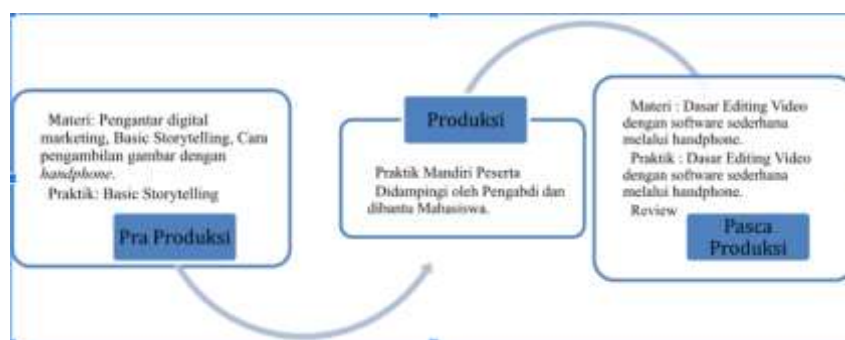 Materi: Pengantar digital
marketing, Basic Storytelling, Cara
pengambilan gambar dengan
handphone.
Praktik: Basic Storytelling
Pra Produksi
Produksi
Praktik Mandiri Peserta
Didampingi oleh Pengabdi dan
dibantu Mahasiswa.
Materi : Dasar Editing Video
dengan software sederhana
melalui handphone.
Praktik : Dasar Editing Video
dengan software sederhana
melalui handphone.
Review
Pasca
Produksi